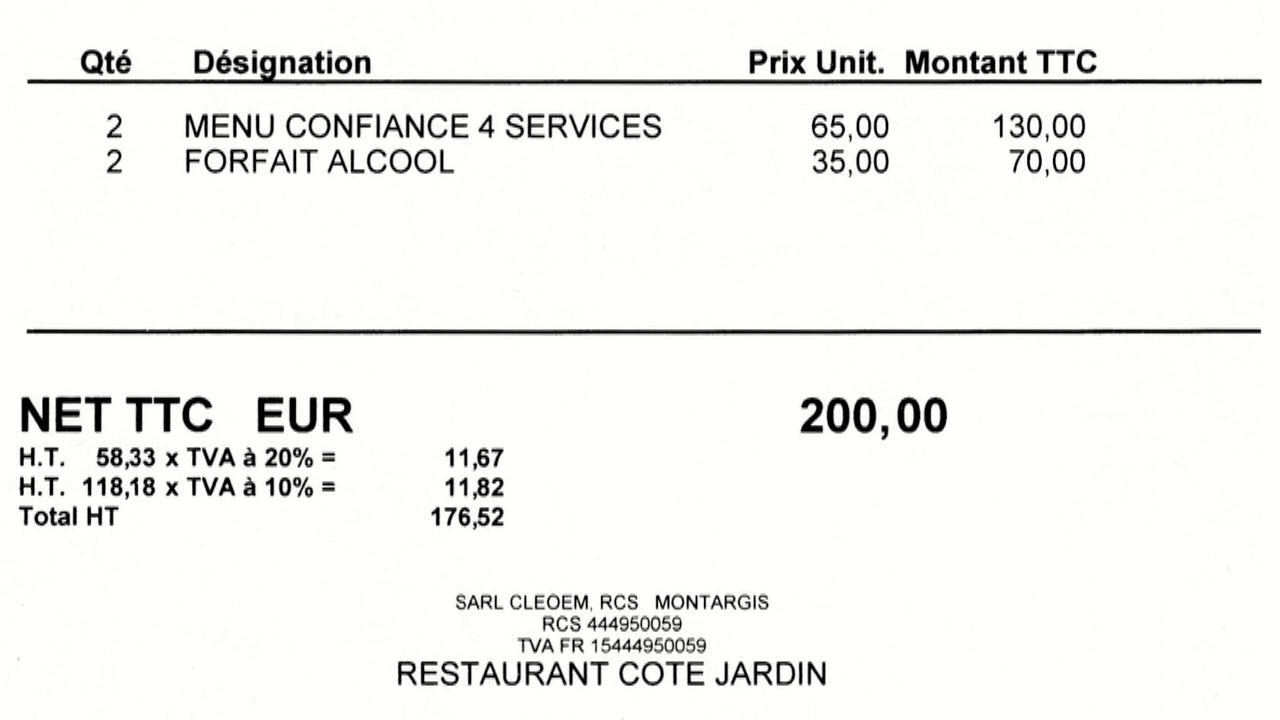 Qté Désignation Prix Unit. Montant TTC
2 MENU CONFIANCE 4 SERVICES 65,00 130,00
2 FORFAIT ALCOOL 35,00 70,00
NET TTC EUR 200,00
H.T. 58,33 x TVA à 20% = 11,67
H.T. 118,18 x TVA à 10% = 11,82
Total HT 176,52
SARL CLEOEM, RCS MONTARGIS
RCS 444950059
TVA FR 15444950059
RESTAURANT COTE JARDIN